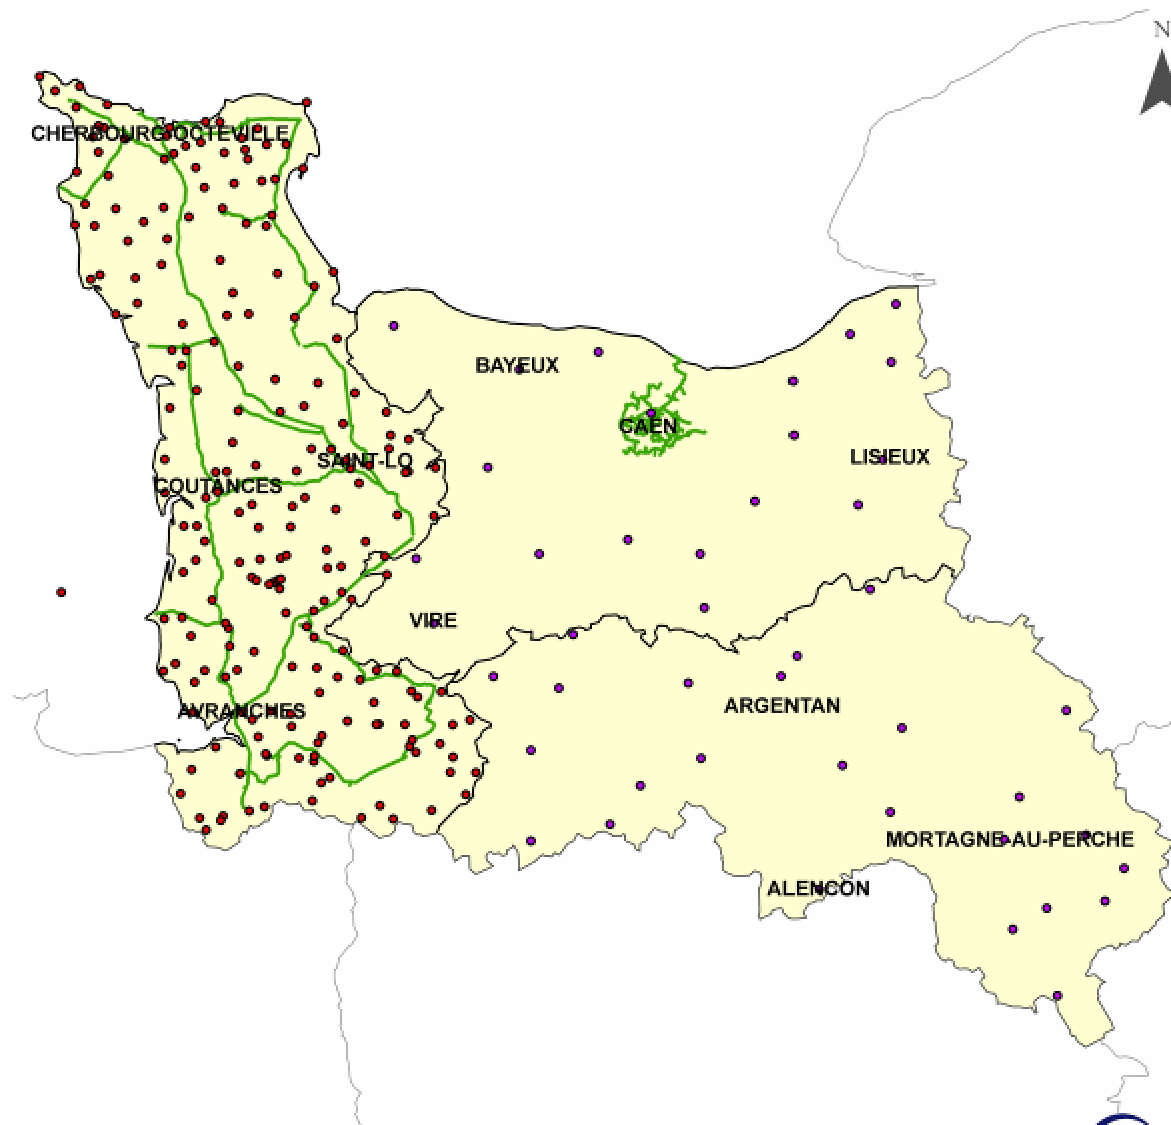 N
CHERBOURG-OCTEVILLE
BAYEUX
CAEN
SAINT-LO
LISIEUX
COUTANCES
VIRE
ARGENTAN
AVRANCHES
MORTAGNE-AU-PERCHE
ALENCON